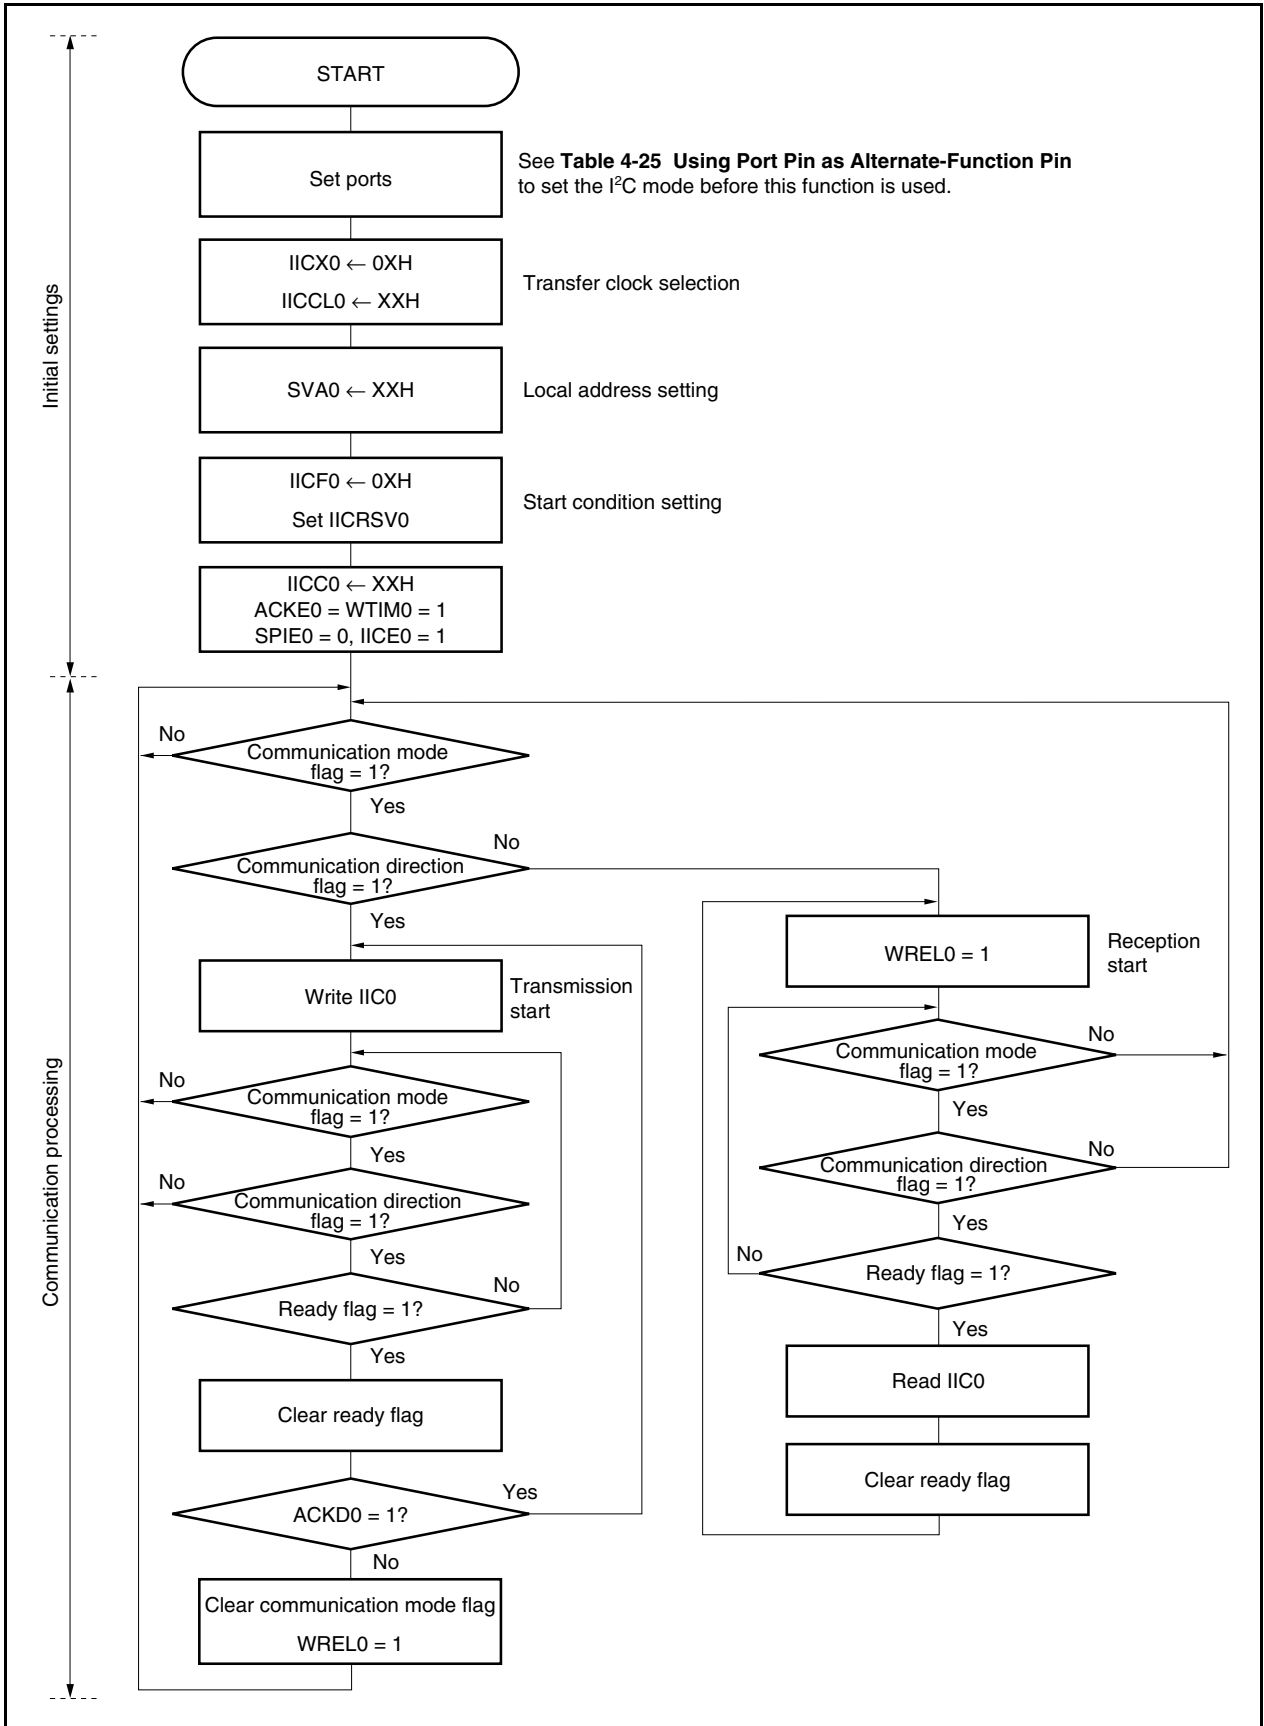 START
Set ports
See Table 4-25 Using Port Pin as Alternate-Function Pin
to set the I²C mode before this function is used.
IICX0 ← 0XH
IICCL0 ← XXH
Transfer clock selection
Initial settings
SVA0 ← XXH
Local address setting
IICF0 ← 0XH
Set IICRSV0
Start condition setting
IICC0 ← XXH
ACKE0 = WTIM0 = 1
SPIE0 = 0, IICE0 = 1
No
Communication mode
flag = 1?
Yes
No
Communication direction
flag = 1?
Yes
WREL0 = 1
Reception
start
Write IIC0
Transmission
start
Communication processing
No
Communication mode
flag = 1?
Yes
No
Communication direction
flag = 1?
Yes
No
Ready flag = 1?
Yes
Clear ready flag
Yes
ACKD0 = 1?
No
Clear communication mode flag
WREL0 = 1
No
Communication mode
flag = 1?
Yes
No
Communication direction
flag = 1?
Yes
No
Ready flag = 1?
Yes
Read IIC0
Clear ready flag